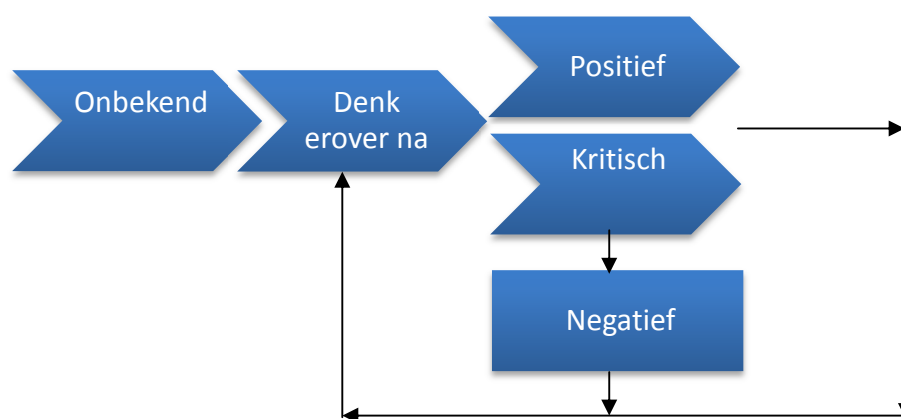 Onbekend
Denk
erover na
Positief
Kritisch
Negatief